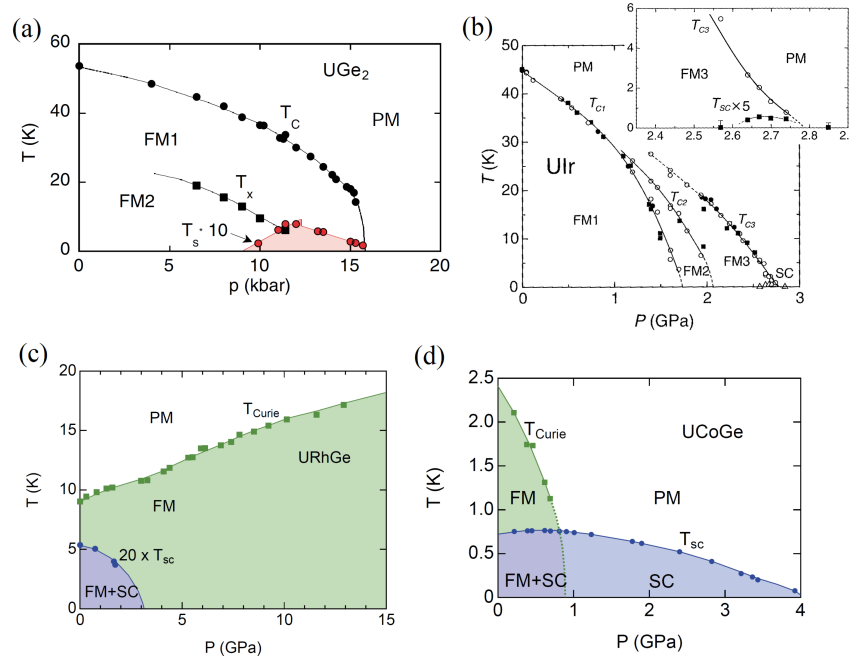 (a)
UGe2
T (K)
60
40
20
0
TC
PM
FM1
FM2
Tx
Ts · 10
0
5
10
15
20
p (kbar)
(b)
T (K)
50
40
30
20
10
0
PM
TC1
UIr
FM1
TC2
FM2
TC3
FM3
SC
0
1
2
3
P (GPa)
6
4
2
0
TC3
FM3
PM
TSC×5
2.4
2.5
2.6
2.7
2.8
2.9
(c)
T (K)
20
15
10
5
0
PM
TCurie
URhGe
FM
20 x Tsc
FM+SC
0
5
10
15
P (GPa)
(d)
T (K)
2.5
2.0
1.5
1.0
0.5
0
TCurie
UCoGe
FM
PM
Tsc
FM+SC
SC
0
1
2
3
4
P (GPa)